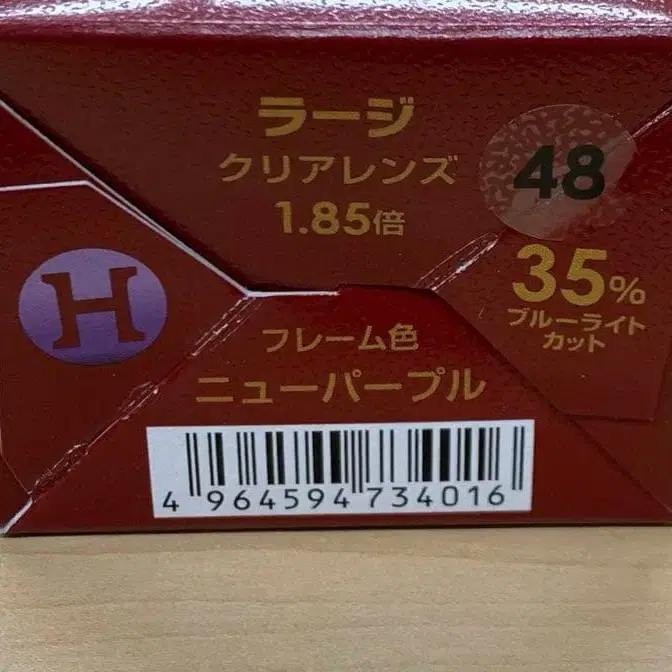 ラージ
クリアレンズ
1.85倍
48
35%
ブルーライト
カット
H
フレーム色
ニューパープル
4 964594 734016